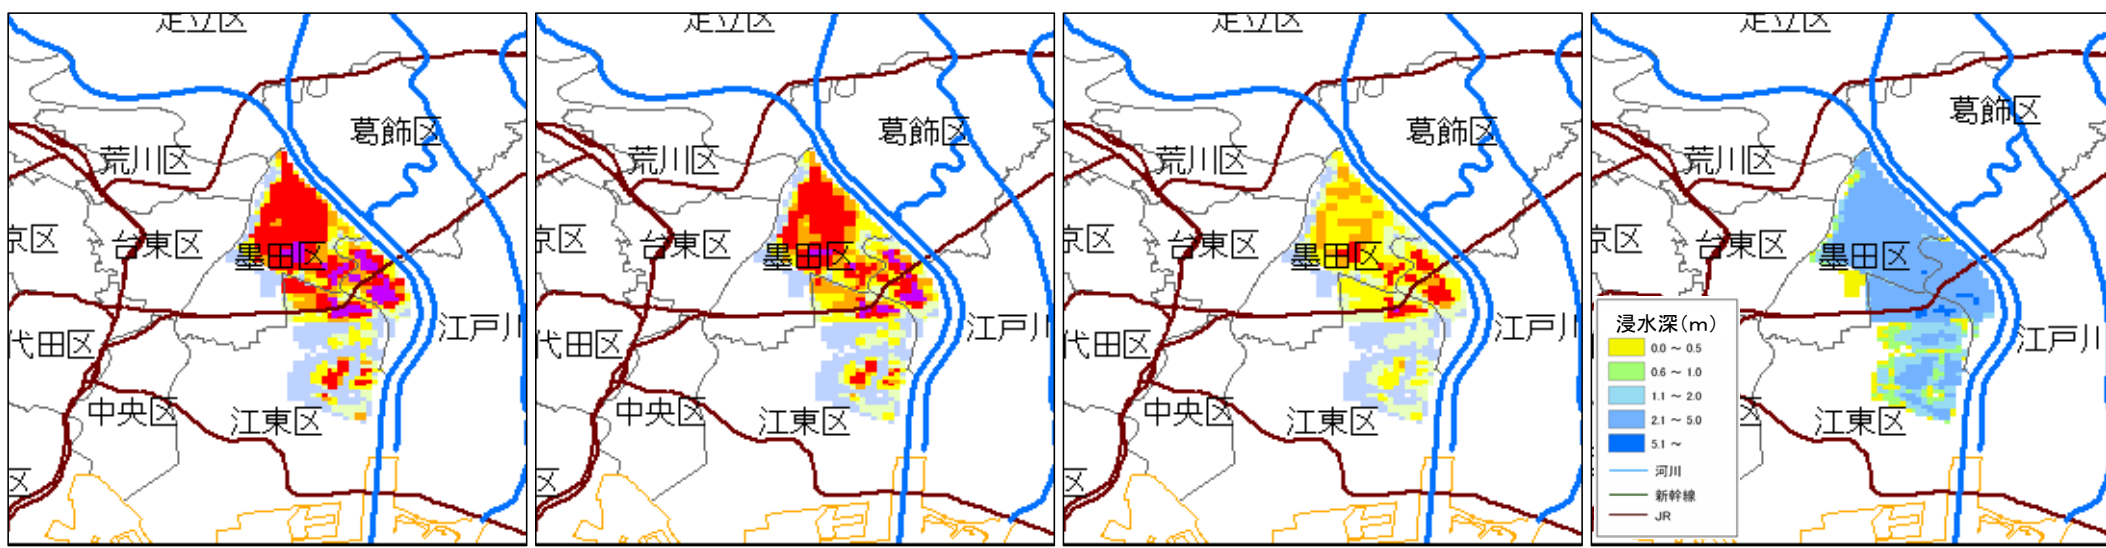 足立区
葛飾区
荒川区
京区
台東区
墨田区
江戸川
代田区
中央区
江東区
区
足立区
葛飾区
荒川区
京区
台東区
墨田区
江戸川
代田区
中央区
江東区
区
足立区
葛飾区
荒川区
京区
台東区
墨田区
江戸川
代田区
中央区
江東区
区
足立区
葛飾区
荒川区
京区
台東区
墨田区
江戸川
区
江東区
浸水深(m)
0.0 ~ 0.5
0.6 ~ 1.0
1.1 ~ 2.0
2.1 ~ 5.0
5.1 ~
河川
新幹線
JR